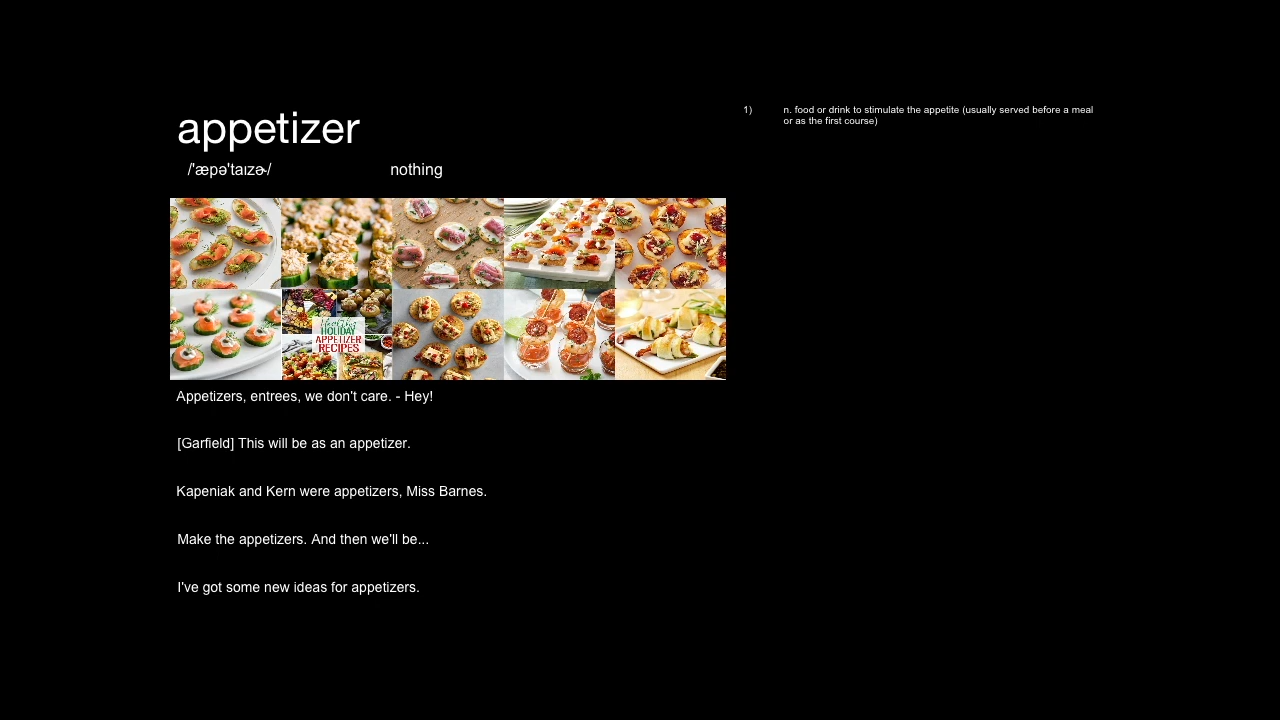 appetizer
/'æpə'taɪzɚ/
nothing
1) n. food or drink to stimulate the appetite (usually served before a meal
or as the first course)
Healthy
HOLIDAY
APPETIZER
RECIPES
Appetizers, entrees, we don't care. - Hey!
[Garfield] This will be as an appetizer.
Kapeniak and Kern were appetizers, Miss Barnes.
Make the appetizers. And then we'll be...
I've got some new ideas for appetizers.